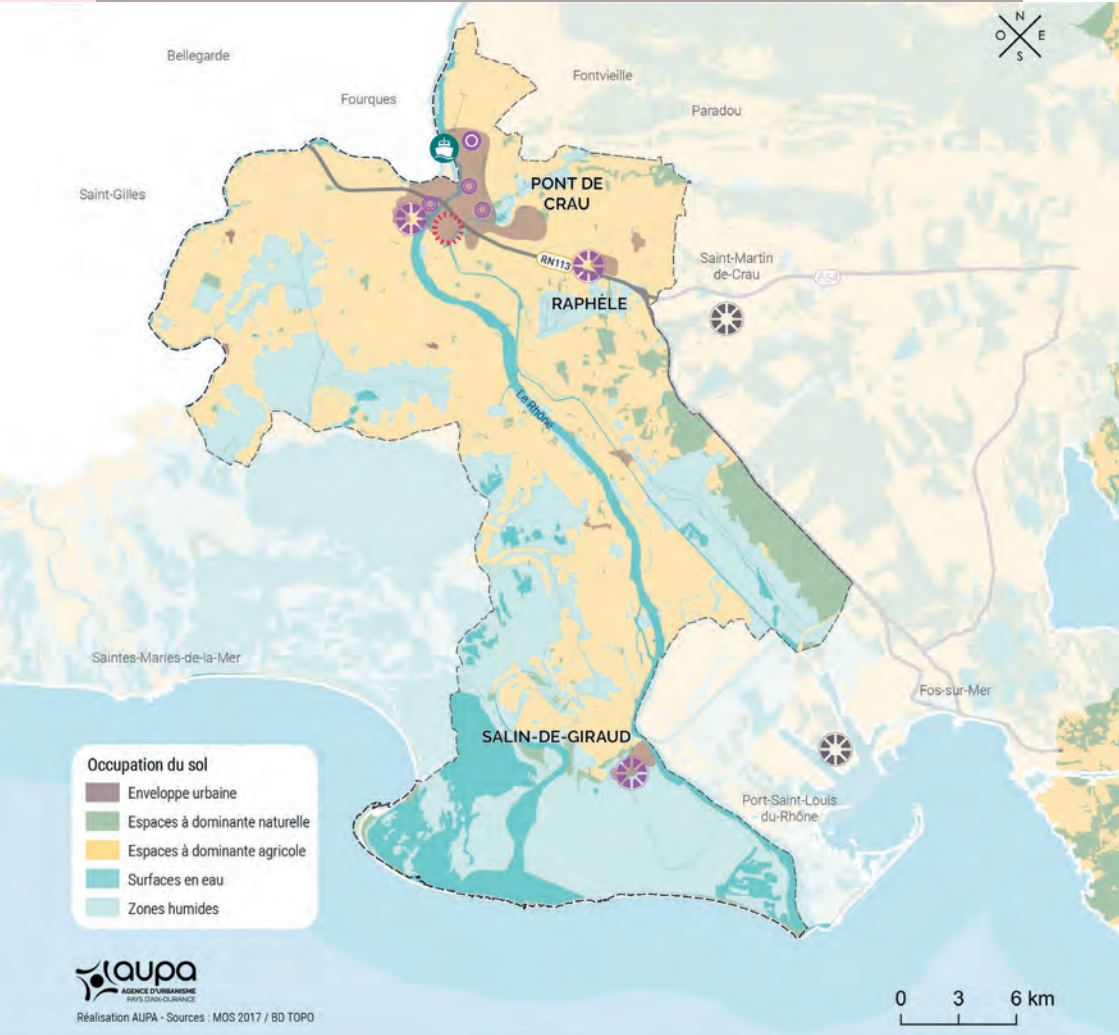 N
O E
S
Bellegarde
Fontvieille
Fourques
Paradou
PONT DE
CRAU
Saint-Gilles
Saint-Martin
de-Crau
RN113
A54
RAPHÈLE
Le Rhône
Saintes-Maries-de-la-Mer
Fos-sur-Mer
SALIN-DE-GIRAUD
Port-Saint-Louis
du-Rhône
Occupation du sol
Enveloppe urbaine
Espaces à dominante naturelle
Espaces à dominante agricole
Surfaces en eau
Zones humides
aupa
AGENCE D'URBANISME
PAYS D'AIX-DURANCE
Réalisation AUPA - Sources : MOS 2017 / BD TOPO
0 3 6 km